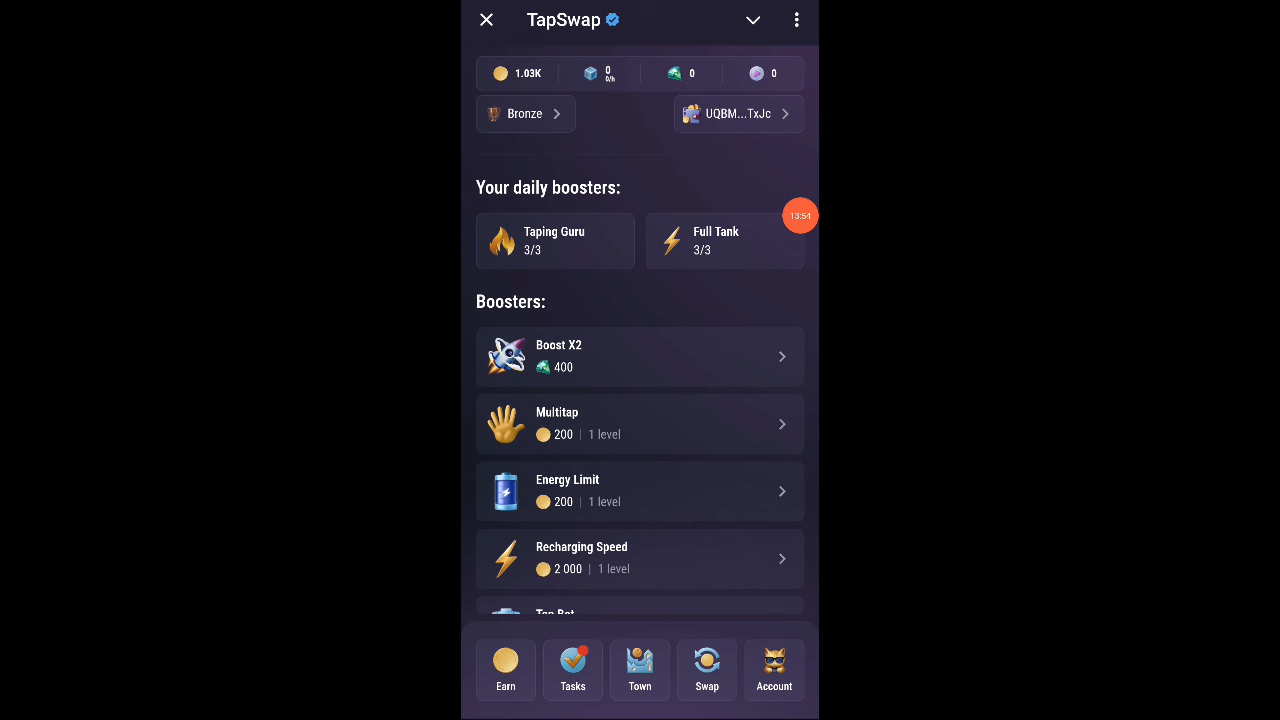 TapSwap
1.03K
0
0/h
0
0
Bronze
UQBM...TxJc
Your daily boosters:
Taping Guru
3/3
Full Tank
3/3
13:54
Boosters:
Boost X2
400
Multitap
200 | 1 level
Energy Limit
200 | 1 level
Recharging Speed
2 000 | 1 level
Tap Bot
Earn
Tasks
Town
Swap
Account